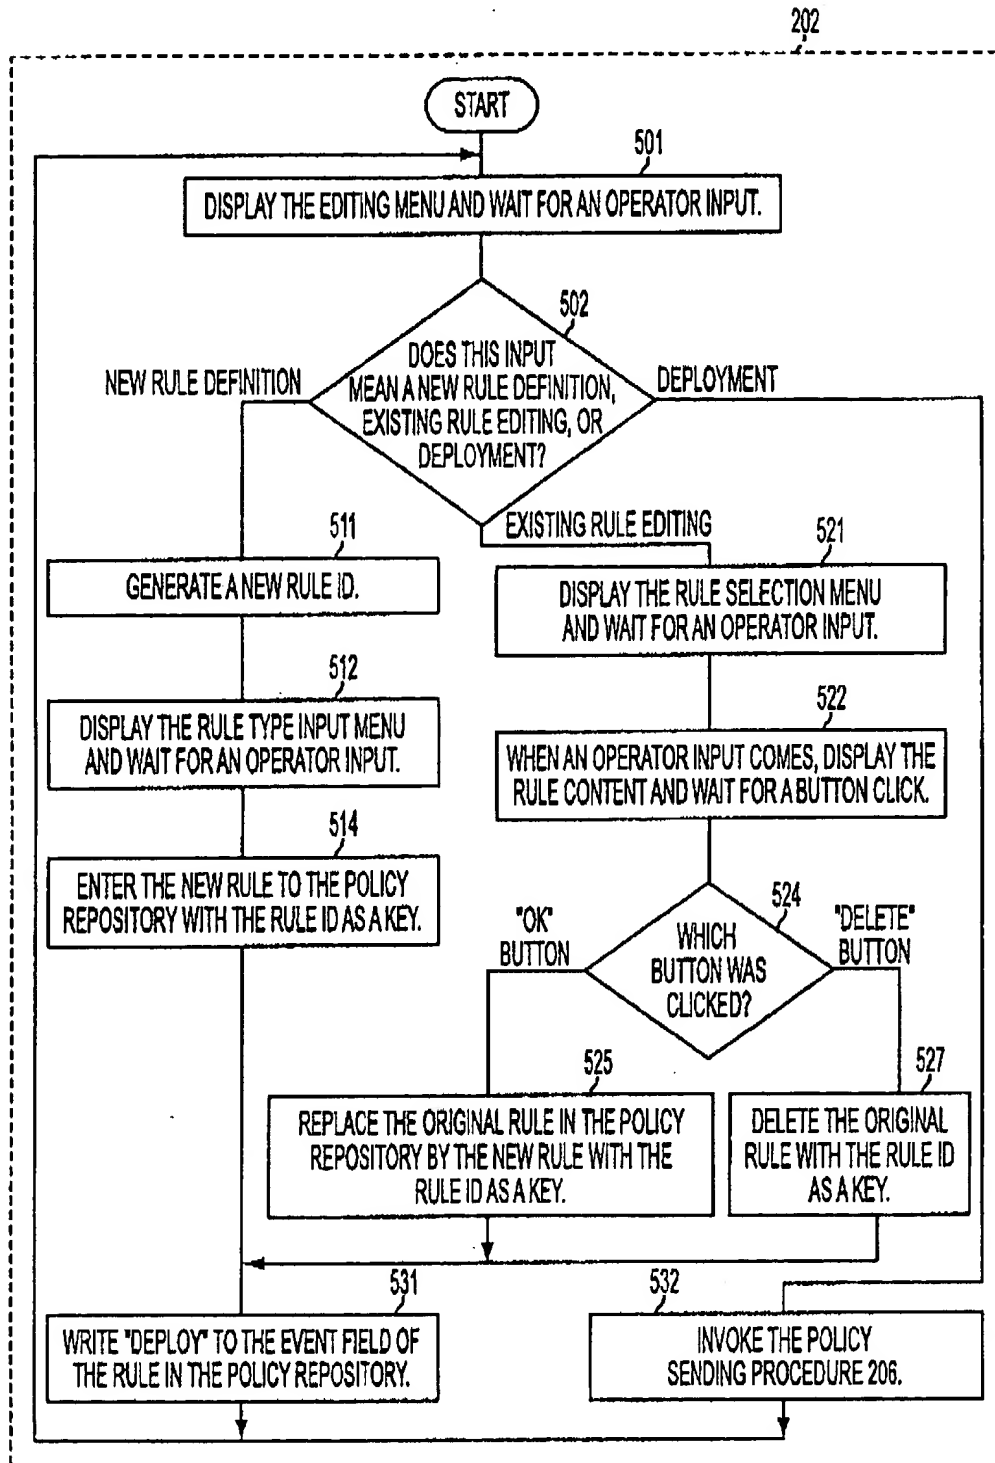 202
START
501
DISPLAY THE EDITING MENU AND WAIT FOR AN OPERATOR INPUT.
502
DOES THIS INPUT
MEAN A NEW RULE DEFINITION,
EXISTING RULE EDITING, OR
DEPLOYMENT?
NEW RULE DEFINITION
DEPLOYMENT
EXISTING RULE EDITING
511
GENERATE A NEW RULE ID.
521
DISPLAY THE RULE SELECTION MENU
AND WAIT FOR AN OPERATOR INPUT.
512
DISPLAY THE RULE TYPE INPUT MENU
AND WAIT FOR AN OPERATOR INPUT.
522
WHEN AN OPERATOR INPUT COMES, DISPLAY THE
RULE CONTENT AND WAIT FOR A BUTTON CLICK.
514
ENTER THE NEW RULE TO THE POLICY
REPOSITORY WITH THE RULE ID AS A KEY.
524
WHICH
BUTTON WAS
CLICKED?
"OK"
BUTTON
"DELETE"
BUTTON
525
REPLACE THE ORIGINAL RULE IN THE POLICY
REPOSITORY BY THE NEW RULE WITH THE
RULE ID AS A KEY.
527
DELETE THE ORIGINAL
RULE WITH THE RULE ID
AS A KEY.
531
WRITE "DEPLOY" TO THE EVENT FIELD OF
THE RULE IN THE POLICY REPOSITORY.
532
INVOKE THE POLICY
SENDING PROCEDURE 206.